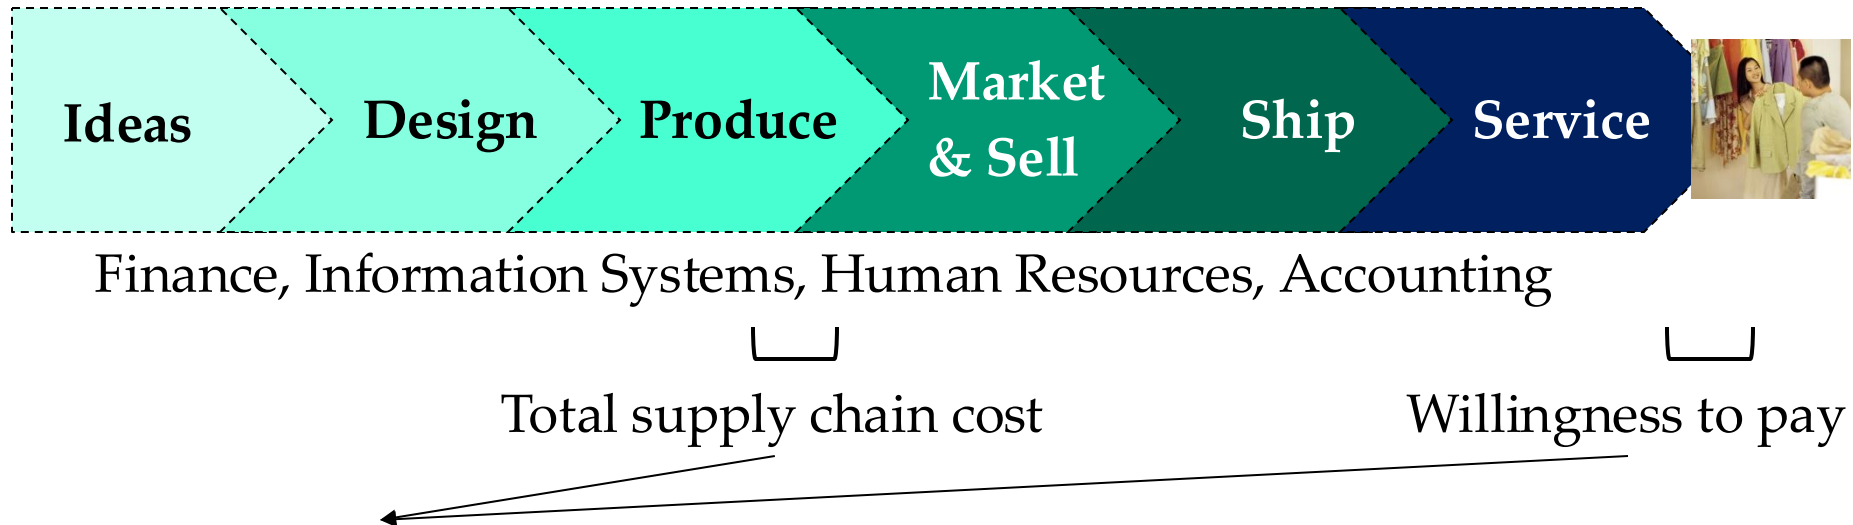 Ideas
Design
Produce
Market
& Sell
Ship
Service
Finance, Information Systems, Human Resources, Accounting
Total supply chain cost
Willingness to pay